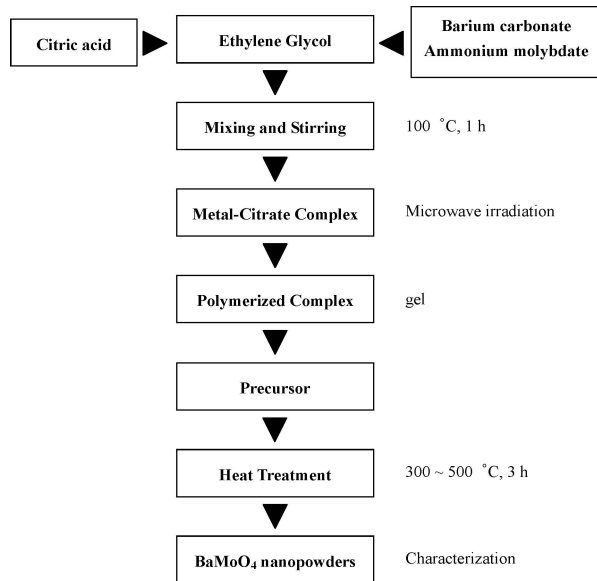 Citric acid
Ethylene Glycol
Barium carbonate
Ammonium molybdate
Mixing and Stirring
100 ˚C, 1 h
Metal-Citrate Complex
Microwave irradiation
Polymerized Complex
gel
Precursor
Heat Treatment
300 ~ 500 ˚C, 3 h
BaMoO₄ nanopowders
Characterization